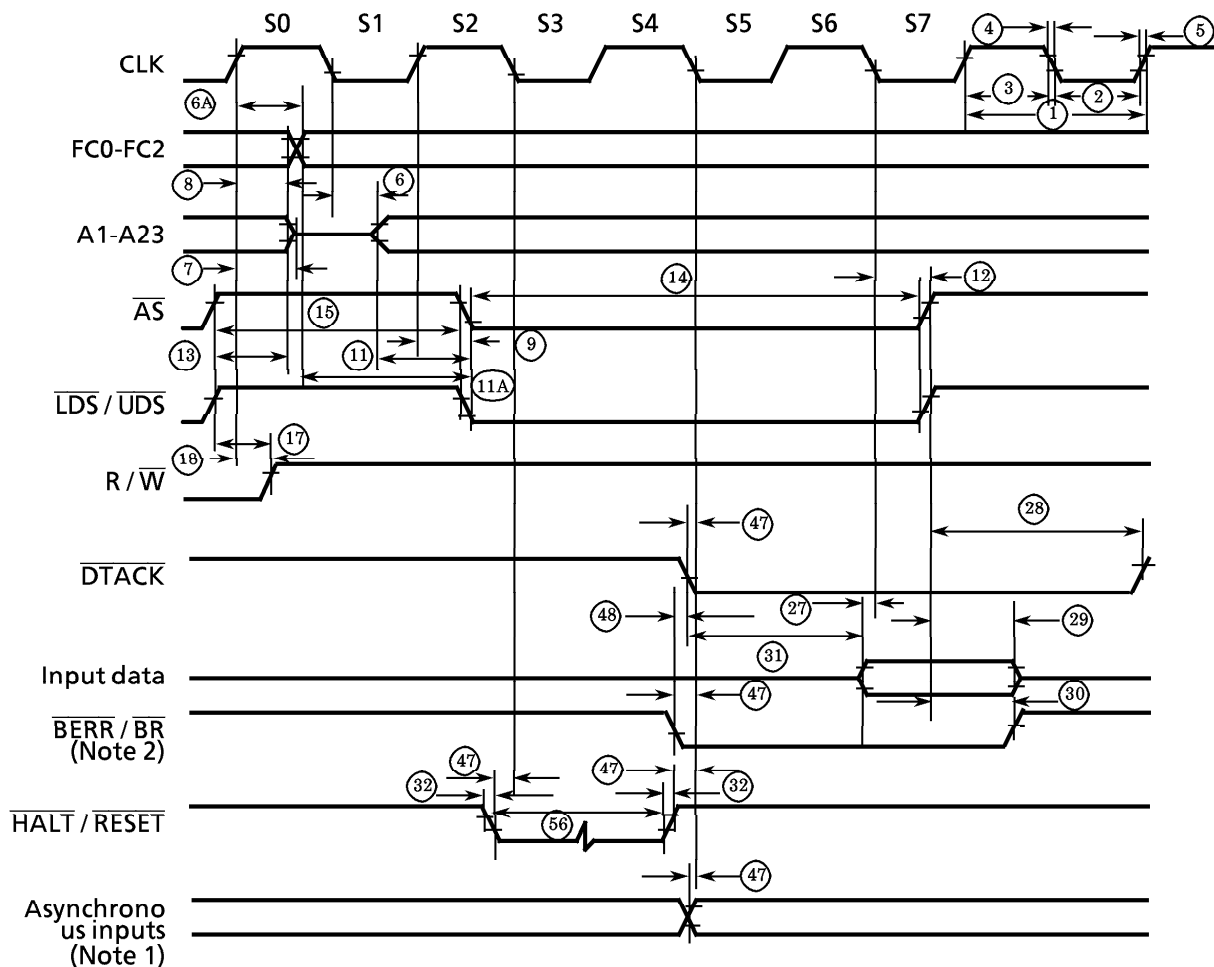 S0 S1 S2 S3 S4 S5 S6 S7
CLK
4
5
3
2
1
6A
FC0-FC2
8
6
A1-A23
7
14
12
AS
15
13
11
9
11A
LDS / UDS
17
18
R / W
28
47
DTACK
27
48
29
31
Input data
47
30
BERR / BR
(Note 2)
47
47
32
32
HALT / RESET
56
47
Asynchrono
us inputs
(Note 1)